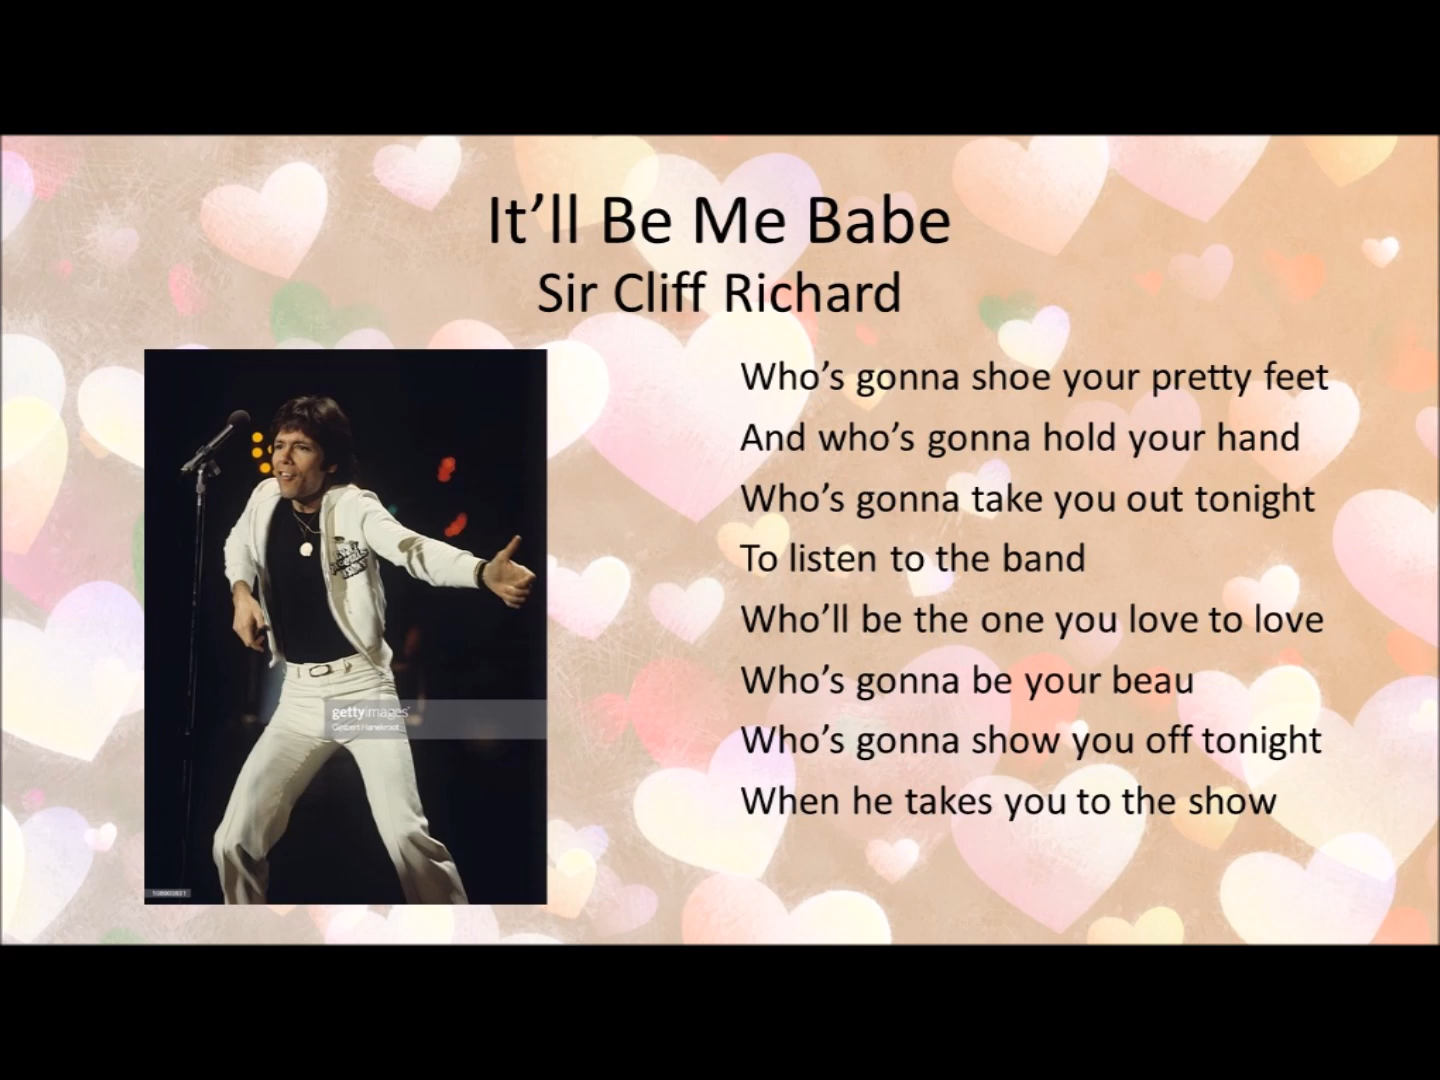 It’ll Be Me Babe
Sir Cliff Richard
Who’s gonna shoe your pretty feet
And who’s gonna hold your hand
Who’s gonna take you out tonight
To listen to the band
Who’ll be the one you love to love
Who’s gonna be your beau
Who’s gonna show you off tonight
When he takes you to the show
gettyimages